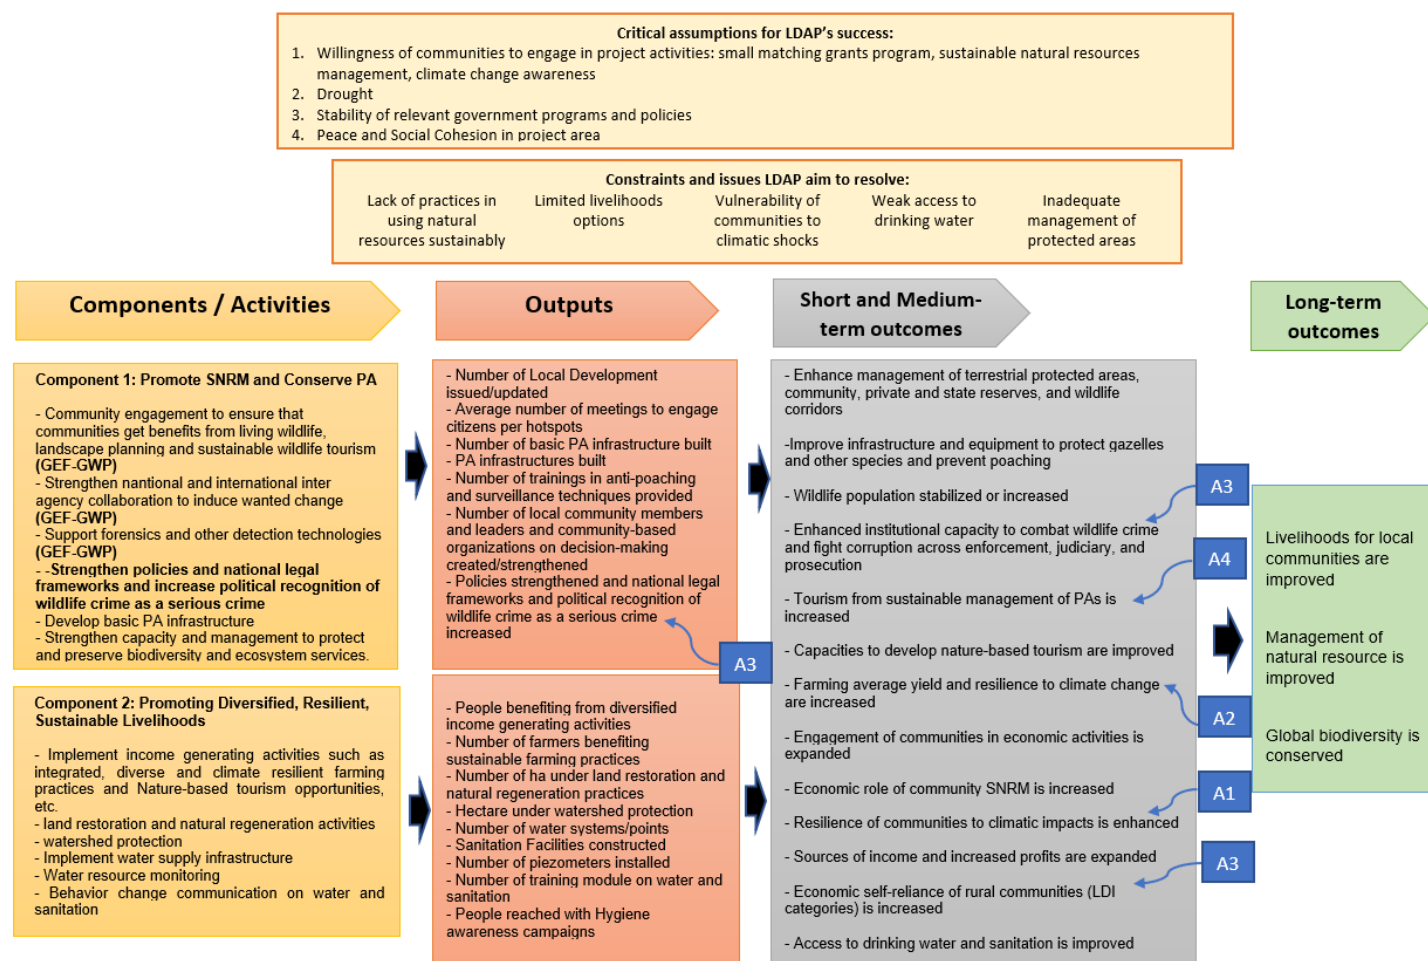 Critical assumptions for LDAP's success:
1. Willingness of communities to engage in project activities: small matching grants program, sustainable natural resources
management, climate change awareness
2. Drought
3. Stability of relevant government programs and policies
4. Peace and Social Cohesion in project area
Constraints and issues LDAP aim to resolve:
Lack of practices in
using natural
resources sustainably
Limited livelihoods
options
Vulnerability of
communities to
climatic shocks
Weak access to
drinking water
Inadequate
management of
protected areas
Components / Activities
Outputs
Short and Medium-
term outcomes
Long-term
outcomes
Component 1: Promote SNRM and Conserve PA
- Community engagement to ensure that
communities get benefits from living wildlife,
landscape planning and sustainable wildlife tourism
(GEF-GWP)
- Strengthen nantional and international inter
agency collaboration to induce wanted change
(GEF-GWP)
- Support forensics and other detection technologies
(GEF-GWP)
- -Strengthen policies and national legal
frameworks and increase political recognition of
wildlife crime as a serious crime
- Develop basic PA infrastructure
- Strengthen capacity and management to protect
and preserve biodiversity and ecosystem services.
Component 2: Promoting Diversified, Resilient,
Sustainable Livelihoods
- Implement income generating activities such as
integrated, diverse and climate resilient farming
practices and Nature-based tourism opportunities,
etc.
- land restoration and natural regeneration activities
- watershed protection
- Implement water supply infrastructure
- Water resource monitoring
- Behavior change communication on water and
sanitation
- Number of Local Development
issued/updated
- Average number of meetings to engage
citizens per hotspots
- Number of basic PA infrastructure built
- PA infrastructures built
- Number of trainings in anti-poaching
and surveillance techniques provided
- Number of local community members
and leaders and community-based
organizations on decision-making
created/strengthened
- Policies strengthened and national legal
frameworks and political recognition of
wildlife crime as a serious crime
increased
A3
- People benefiting from diversified
income generating activities
- Number of farmers benefiting
sustainable farming practices
- Number of ha under land restoration and
natural regeneration practices
- Hectare under watershed protection
- Number of water systems/points
- Sanitation Facilities constructed
- Number of piezometers installed
- Number of training module on water and
sanitation
- People reached with Hygiene
awareness campaigns
- Enhance management of terrestrial protected areas,
community, private and state reserves, and wildlife
corridors
-Improve infrastructure and equipment to protect gazelles
and other species and prevent poaching
- Wildlife population stabilized or increased
- Enhanced institutional capacity to combat wildlife crime
and fight corruption across enforcement, judiciary, and
prosecution
- Tourism from sustainable management of PAs is
increased
- Capacities to develop nature-based tourism are improved
- Farming average yield and resilience to climate change
are increased
- Engagement of communities in economic activities is
expanded
- Economic role of community SNRM is increased
- Resilience of communities to climatic impacts is enhanced
- Sources of income and increased profits are expanded
- Economic self-reliance of rural communities (LDI
categories) is increased
- Access to drinking water and sanitation is improved
A3
A4
A2
A1
A3
Livelihoods for local
communities are
improved
Management of
natural resource is
improved
Global biodiversity is
conserved